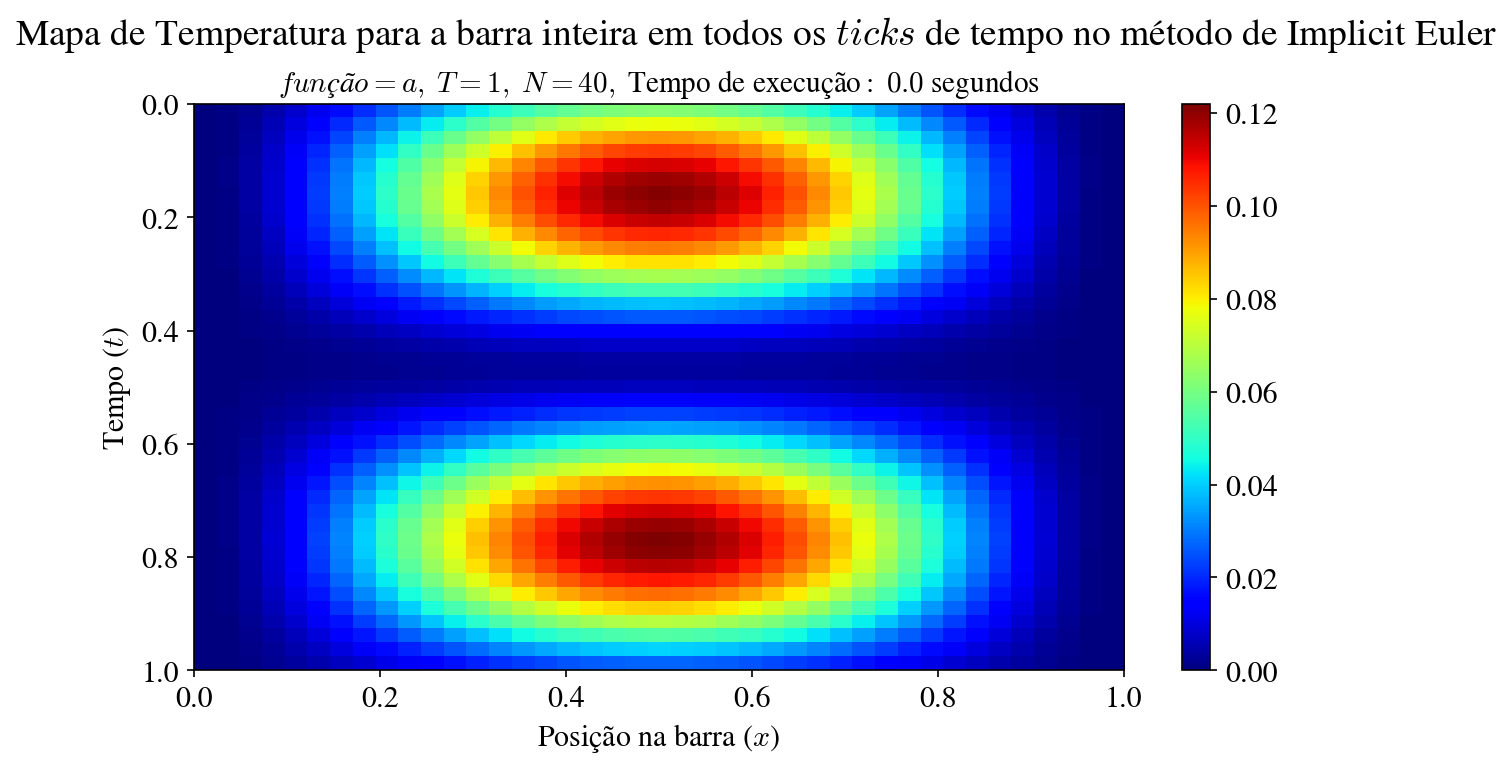 Mapa de Temperatura para a barra inteira em todos os ticks de tempo no método de Implicit Euler
função = a, T = 1, N = 40, Tempo de execução : 0.0 segundos
0.0
0.2
0.4
0.6
0.8
1.0
Tempo (t)
0.0 0.2 0.4 0.6 0.8 1.0
Posição na barra (x)
0.12
0.10
0.08
0.06
0.04
0.02
0.00